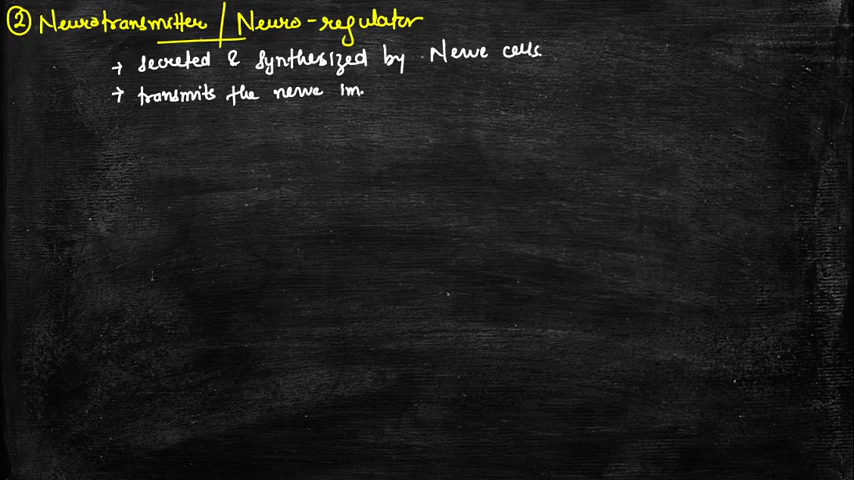 ② Neurotransmitter / Neuro-regulator
→ secreted & synthesized by Nerve cells
→ transmits the nerve im.